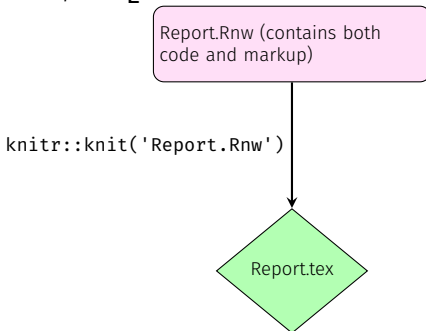 Report.Rnw (contains both
code and markup)
knitr::knit('Report.Rnw')
Report.tex